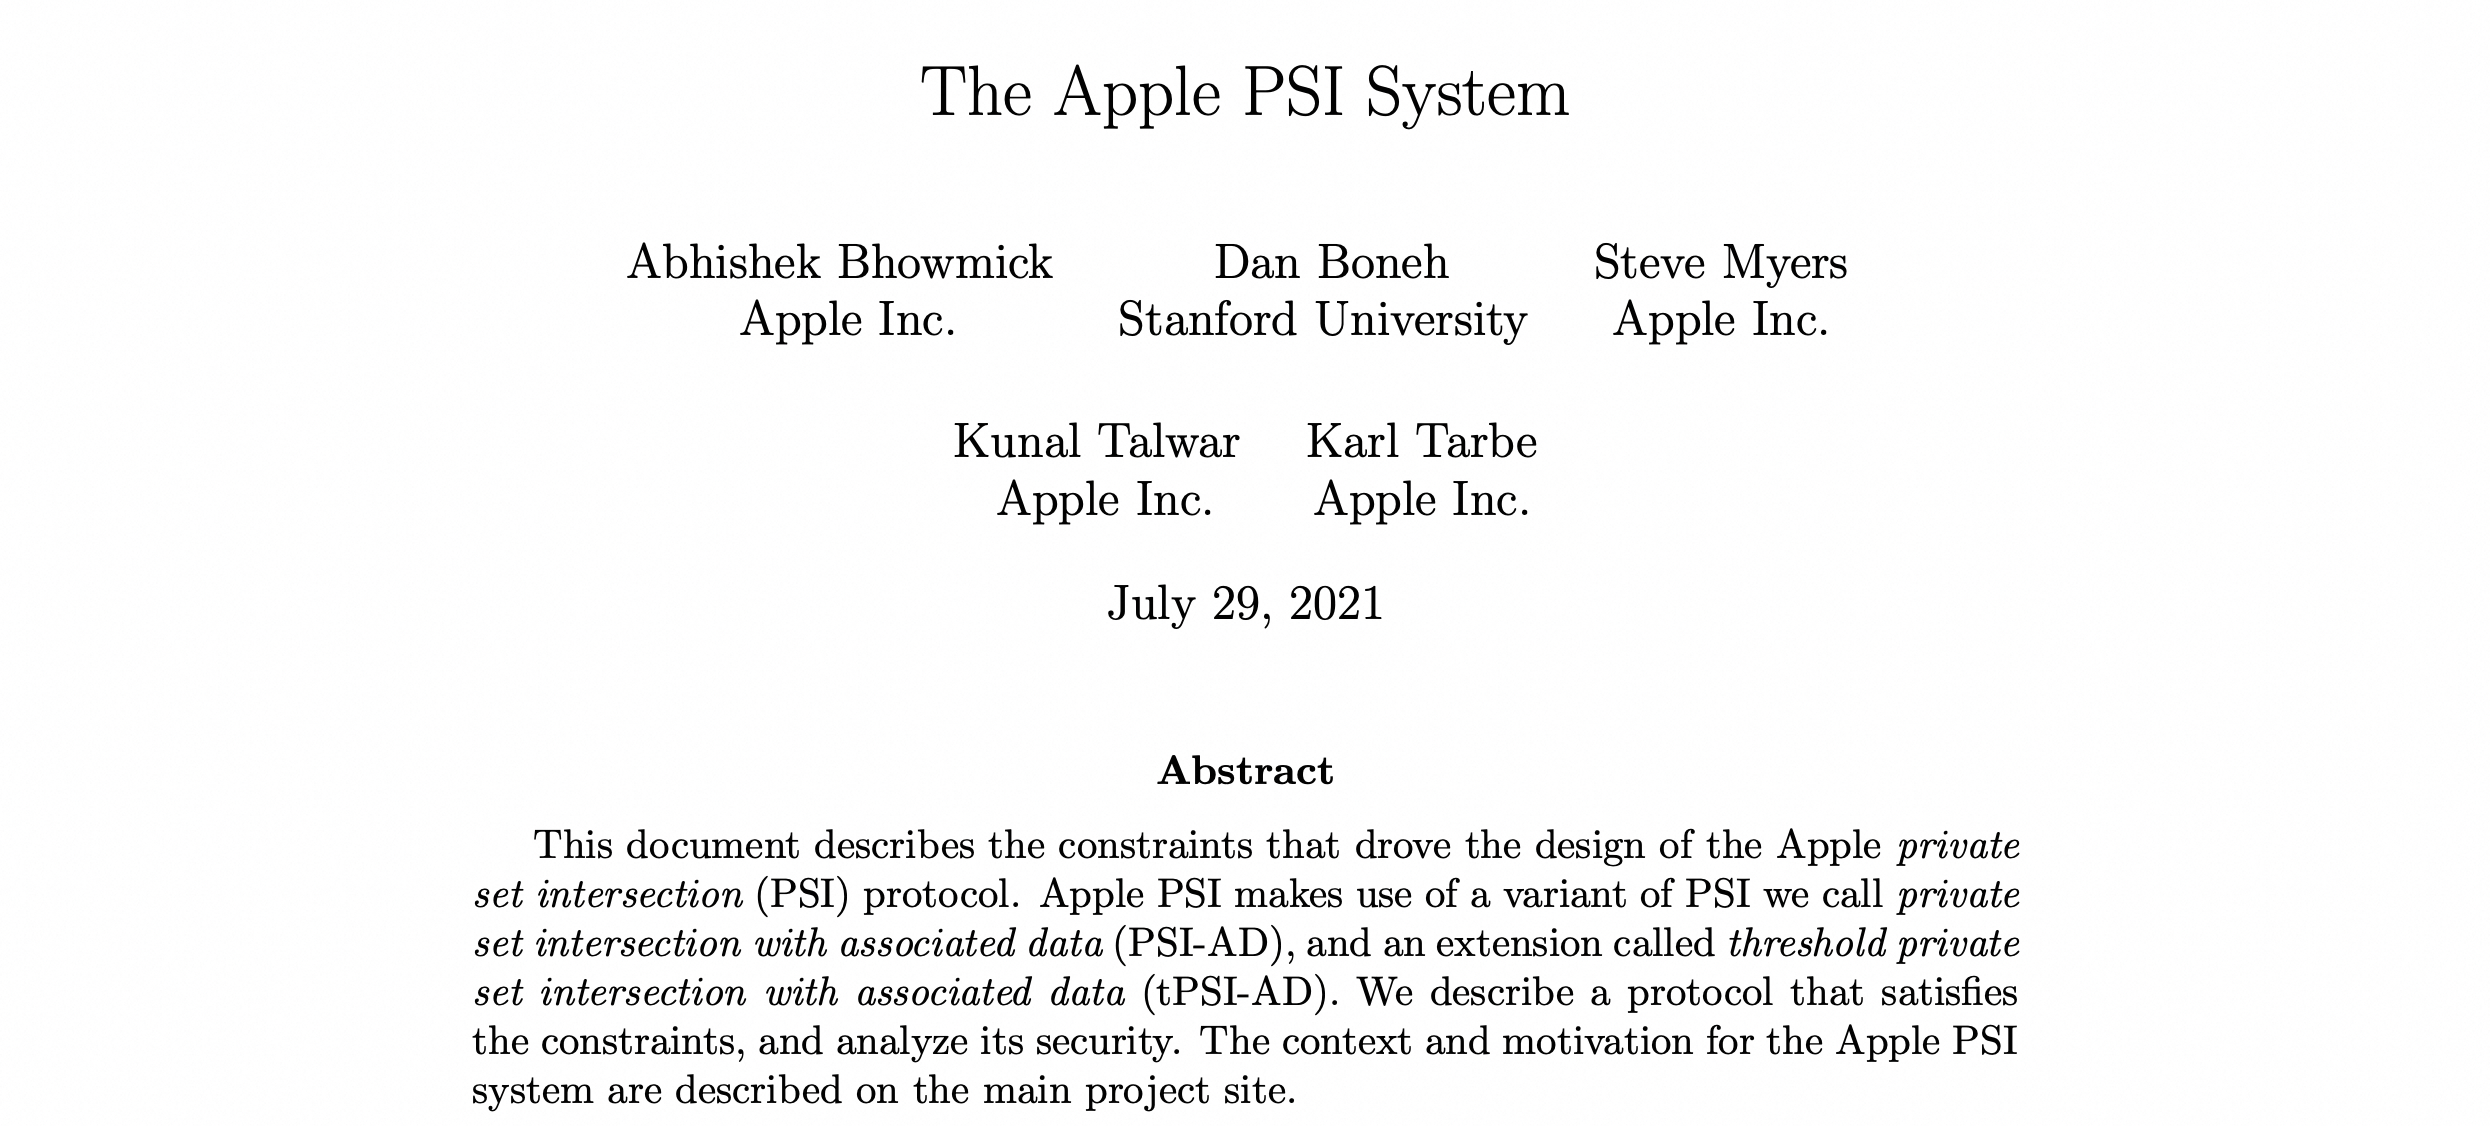 The Apple PSI System
Abhishek Bhowmick Dan Boneh Steve Myers
Apple Inc. Stanford University Apple Inc.
Kunal Talwar Karl Tarbe
Apple Inc. Apple Inc.
July 29, 2021
Abstract
This document describes the constraints that drove the design of the Apple private
set intersection (PSI) protocol. Apple PSI makes use of a variant of PSI we call private
set intersection with associated data (PSI-AD), and an extension called threshold private
set intersection with associated data (tPSI-AD). We describe a protocol that satisfies
the constraints, and analyze its security. The context and motivation for the Apple PSI
system are described on the main project site.